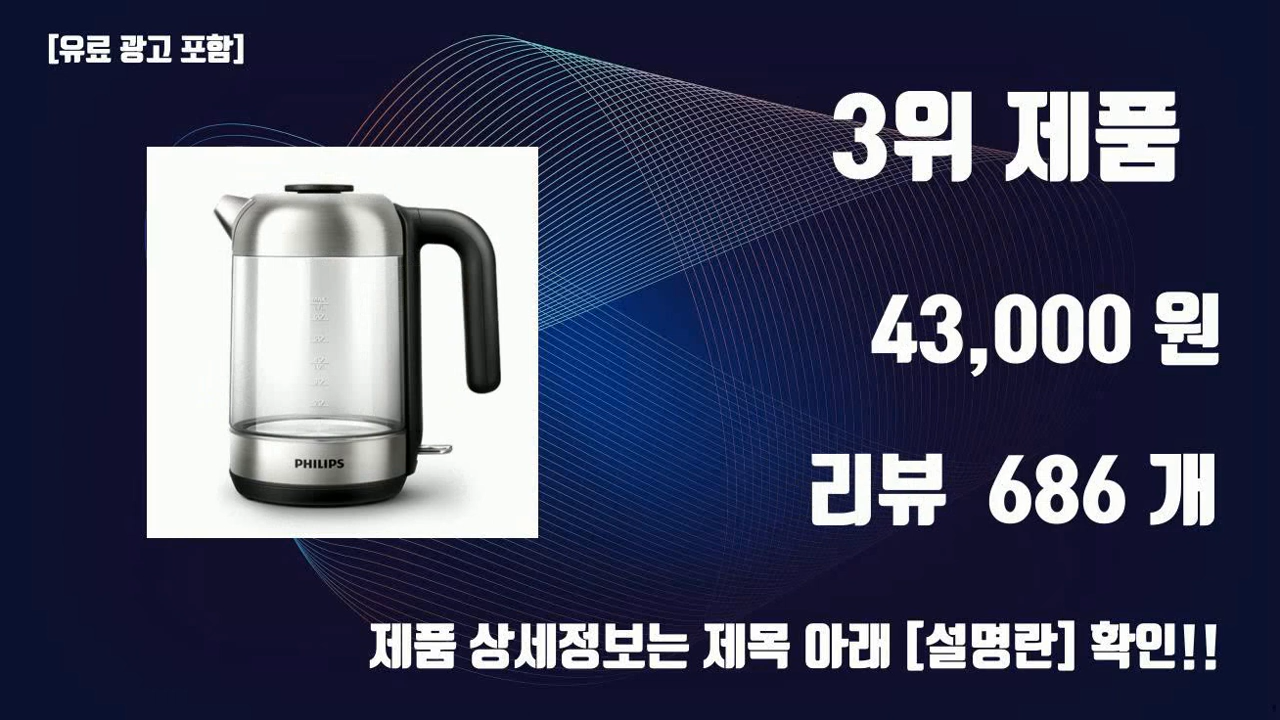 [유료 광고 포함]
3위 제품
43,000 원
리뷰 686 개
PHILIPS
제품 상세정보는 제목 아래 [설명란] 확인!!